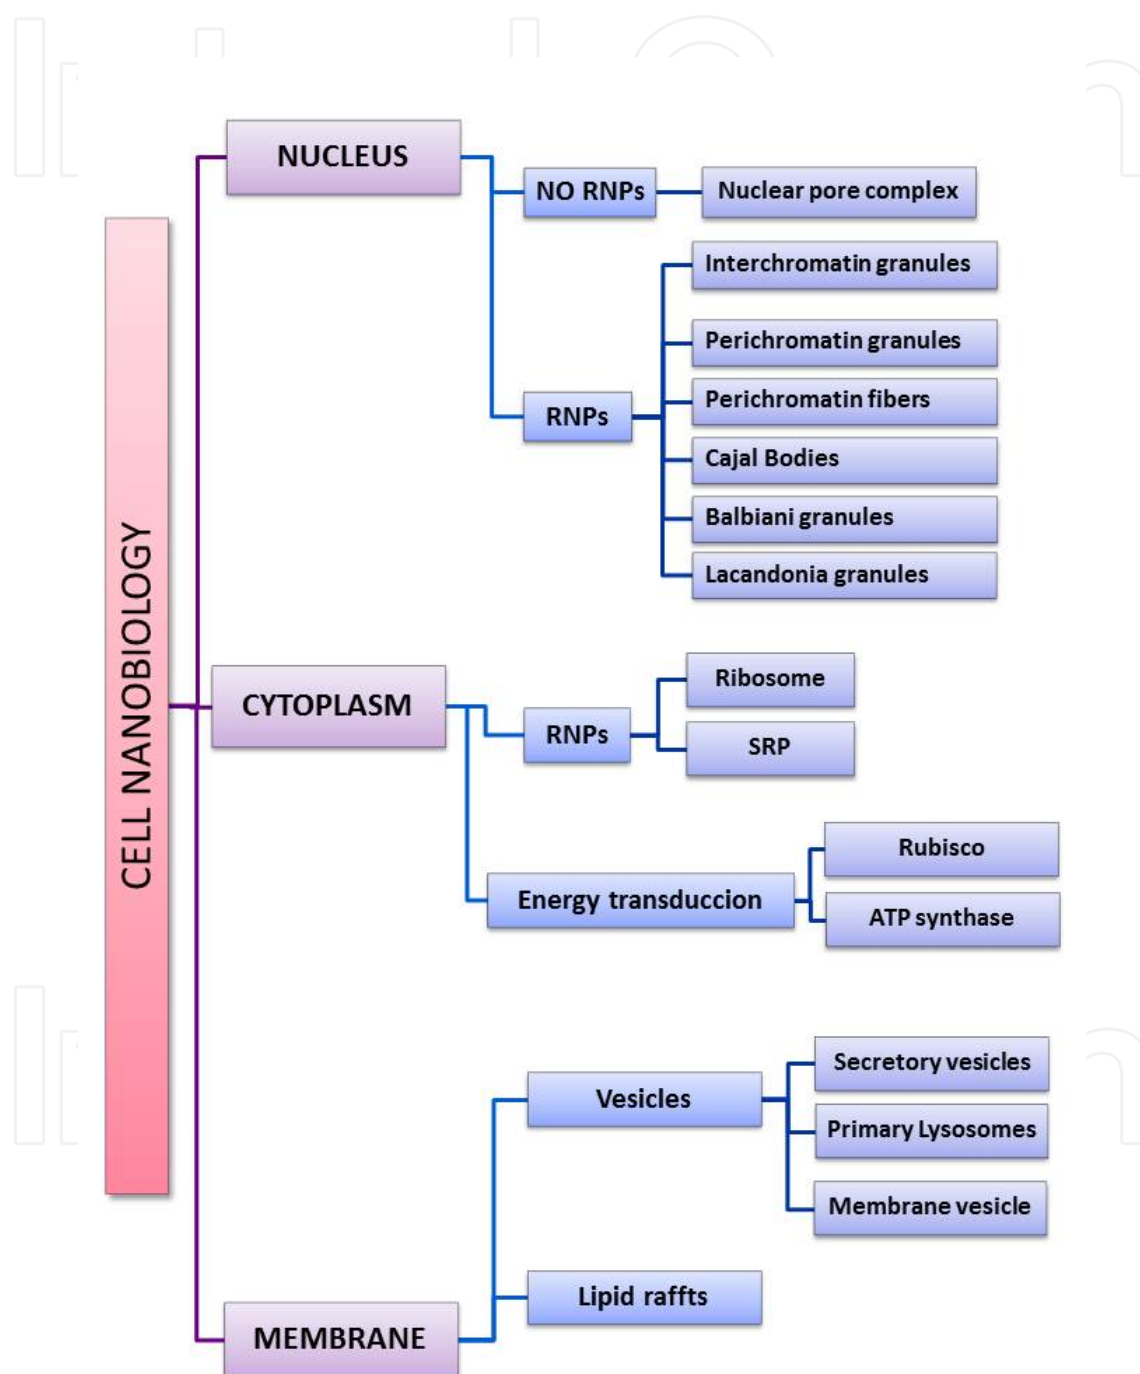 CELL NANOBIOLOGY
NUCLEUS
NO RNPs
Nuclear pore complex
RNPs
Interchromatin granules
Perichromatin granules
Perichromatin fibers
Cajal Bodies
Balbiani granules
Lacandonia granules
CYTOPLASM
RNPs
Ribosome
SRP
Energy transduccion
Rubisco
ATP synthase
MEMBRANE
Vesicles
Secretory vesicles
Primary Lysosomes
Membrane vesicle
Lipid raffts